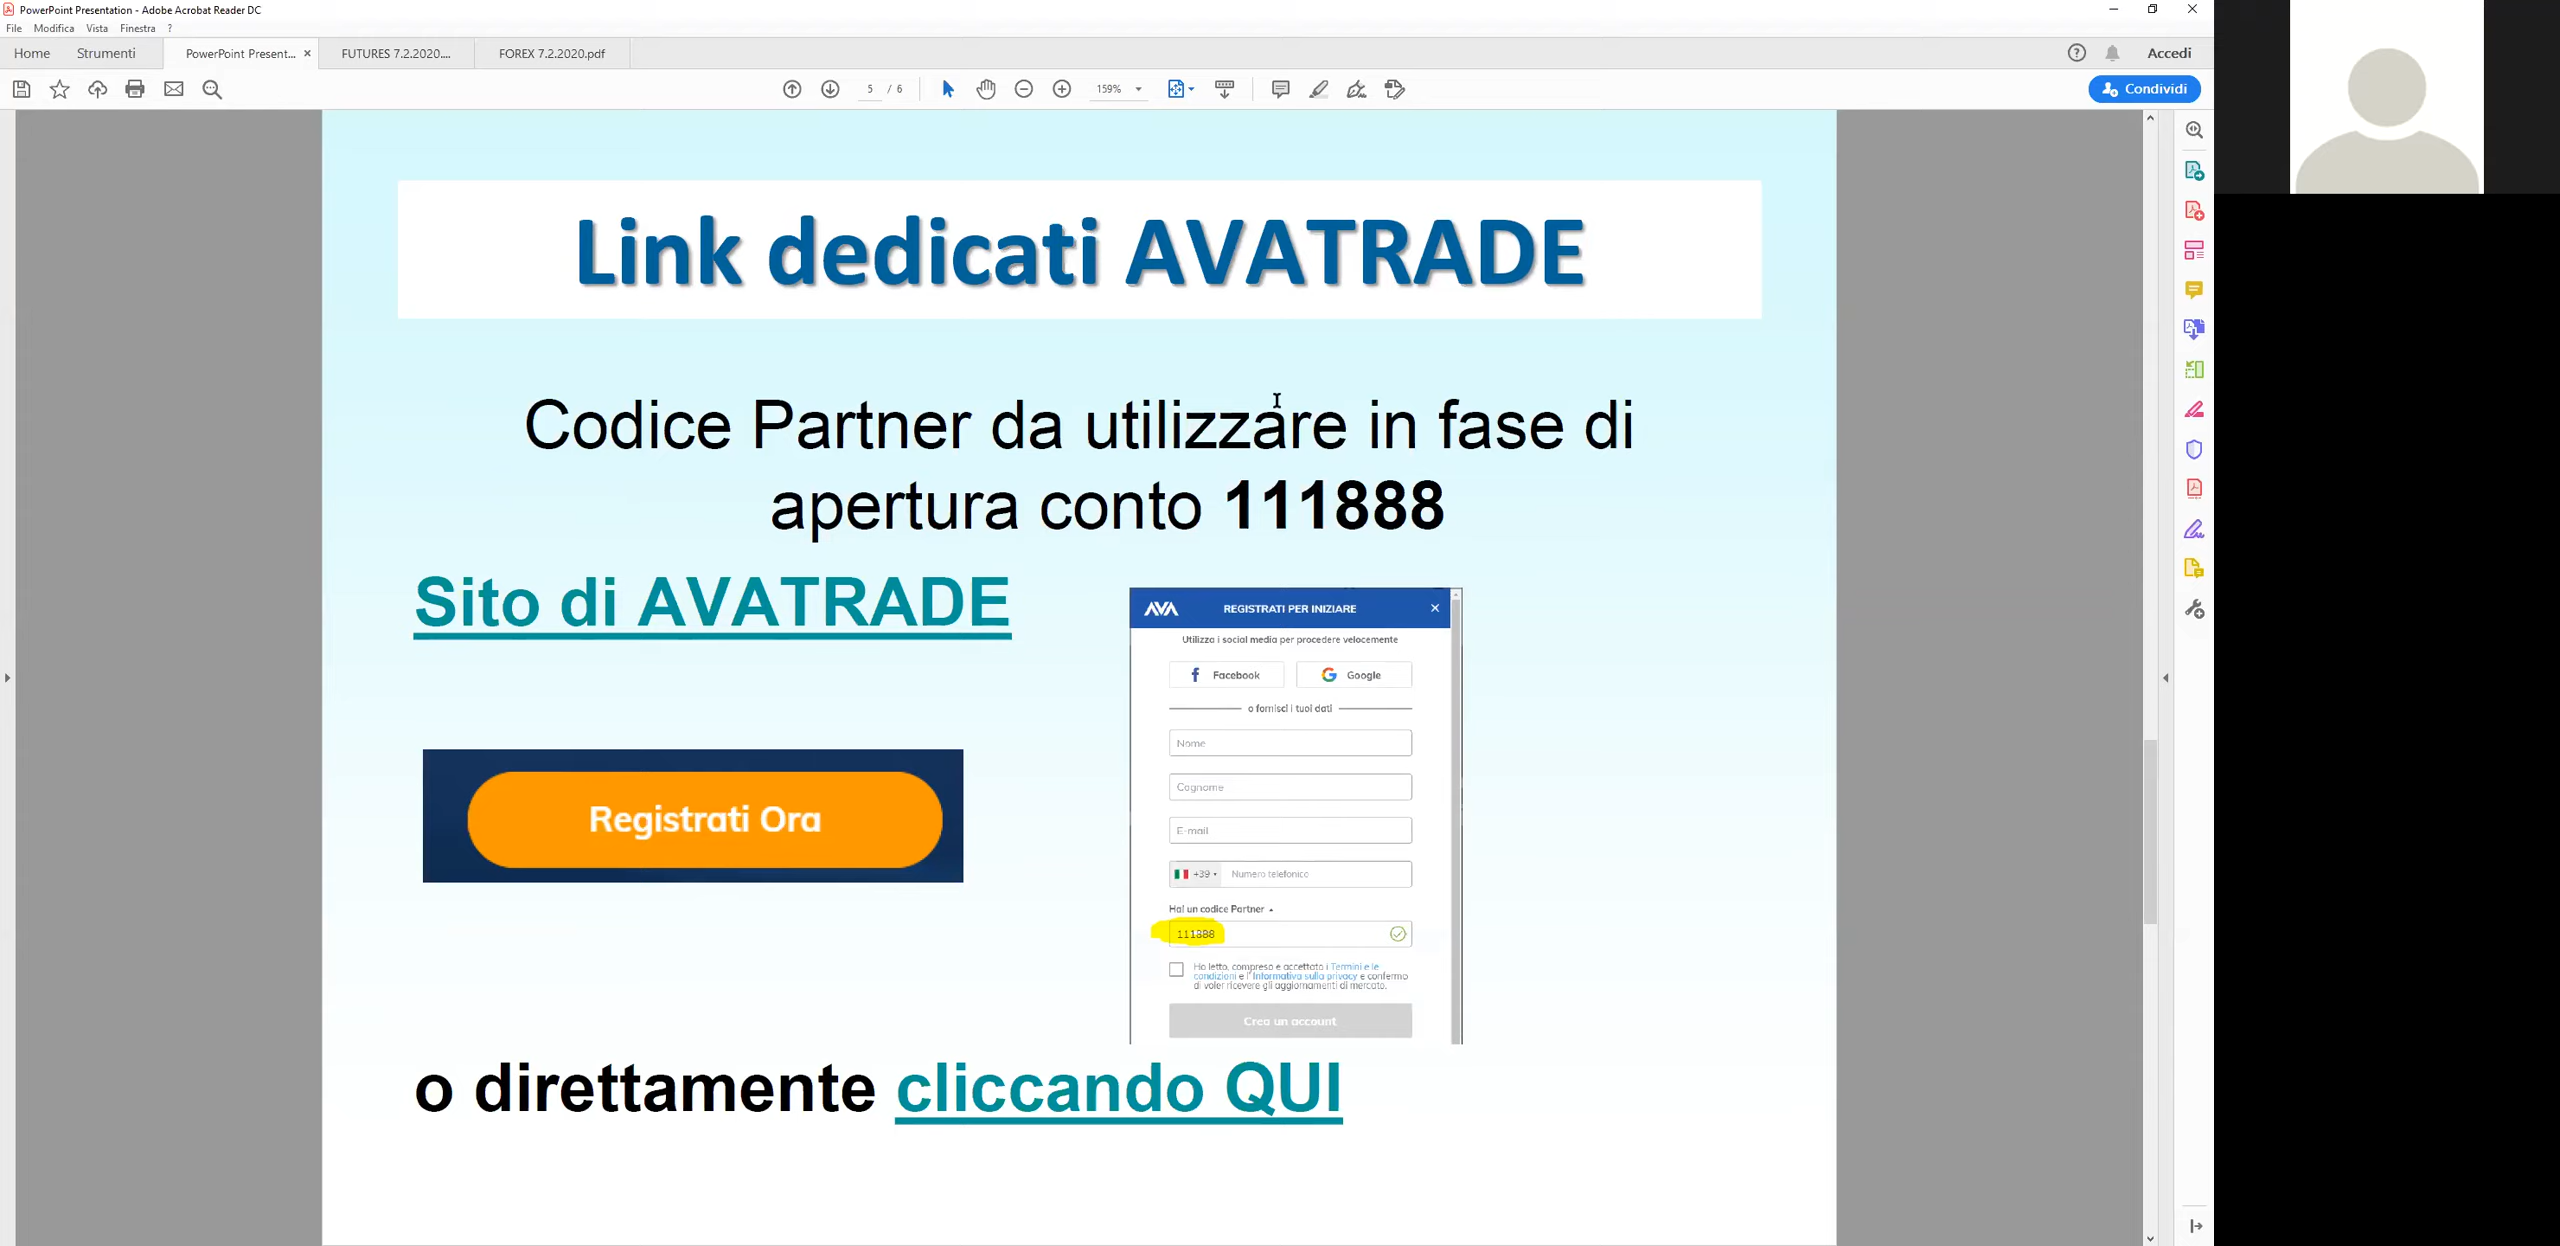 PowerPoint Presentation - Adobe Acrobat Reader DC
File Modifica Vista Finestra ?
Home Strumenti PowerPoint Present... × FUTURES 7.2.2020.... FOREX 7.2.2020.pdf Accedi
5 / 6 159% Condividi
Link dedicati AVATRADE
Codice Partner da utilizzare in fase di
apertura conto 111888
Sito di AVATRADE
Registrati Ora
AVA REGISTRATI PER INIZIARE ×
Utilizza i social media per procedere velocemente
Facebook Google
o fornisci i tuoi dati
Nome
Cognome
E-mail
+39 Numero telefonico
Hai un codice Partner
111888
Ho letto, compreso e accettato i Termini e le
condizioni e l' Informativa sulla privacy e confermo
di voler ricevere gli aggiornamenti di mercato.
Crea un account
o direttamente cliccando QUI